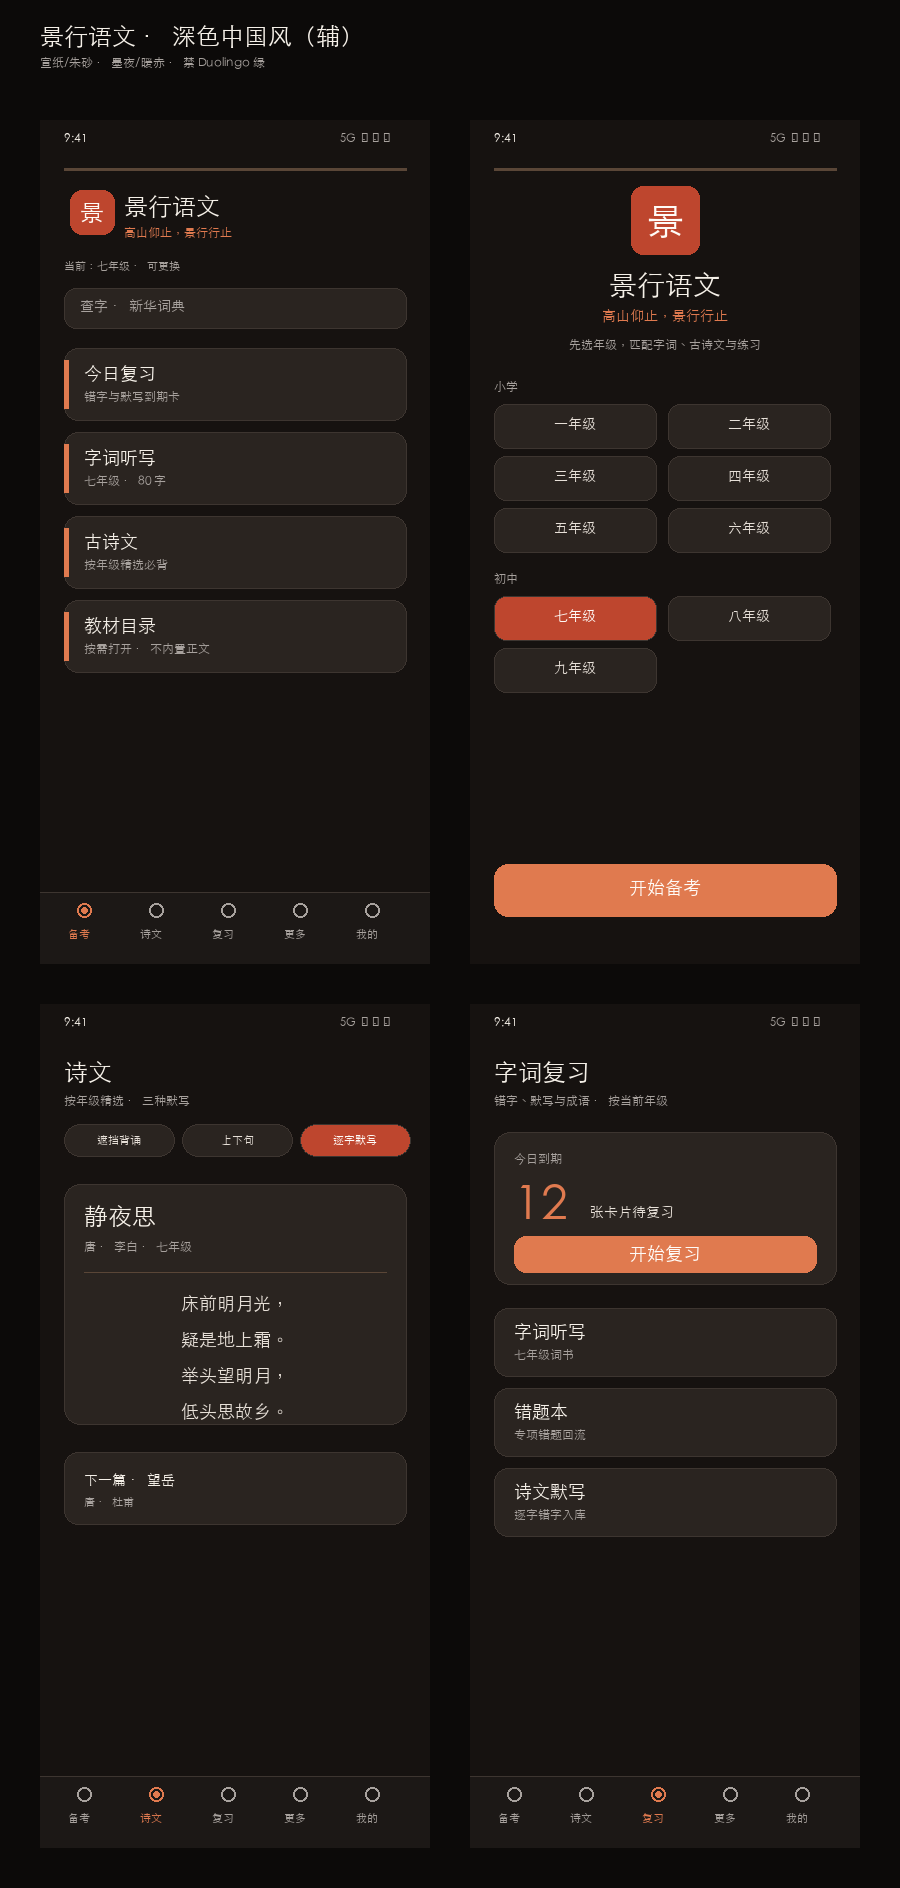 景行语文 · 深色中国风（辅）
宣纸/朱砂 · 墨夜/暖赤 · 禁 Duolingo 绿
9:41
5G
景
景行语文
高山仰止，景行行止
当前：七年级 · 可更换
查字 · 新华词典
今日复习
错字与默写到期卡
字词听写
七年级 · 80 字
古诗文
按年级精选必背
教材目录
按需打开 · 不内置正文
备考
诗文
复习
更多
我的
9:41
5G
景
景行语文
高山仰止，景行行止
先选年级，匹配字词、古诗文与练习
小学
一年级
二年级
三年级
四年级
五年级
六年级
初中
七年级
八年级
九年级
开始备考
9:41
5G
诗文
按年级精选 · 三种默写
遮挡背诵
上下句
逐字默写
静夜思
唐 · 李白 · 七年级
床前明月光，
疑是地上霜。
举头望明月，
低头思故乡。
下一篇 · 望岳
唐 · 杜甫
备考
诗文
复习
更多
我的
9:41
5G
字词复习
错字、默写与成语 · 按当前年级
今日到期
12 张卡片待复习
开始复习
字词听写
七年级词书
错题本
专项错题回流
诗文默写
逐字错字入库
备考
诗文
复习
更多
我的